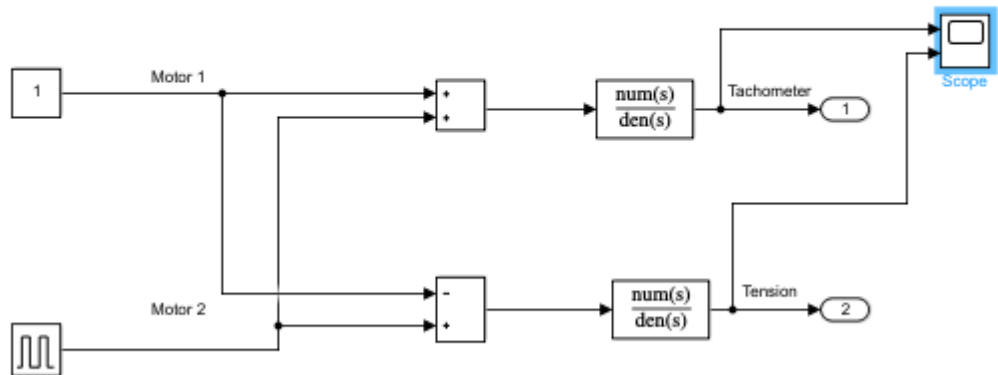 Motor 1
1
+
+
num(s)
den(s)
Tachometer
1
Scope
Motor 2
-
+
num(s)
den(s)
Tension
2